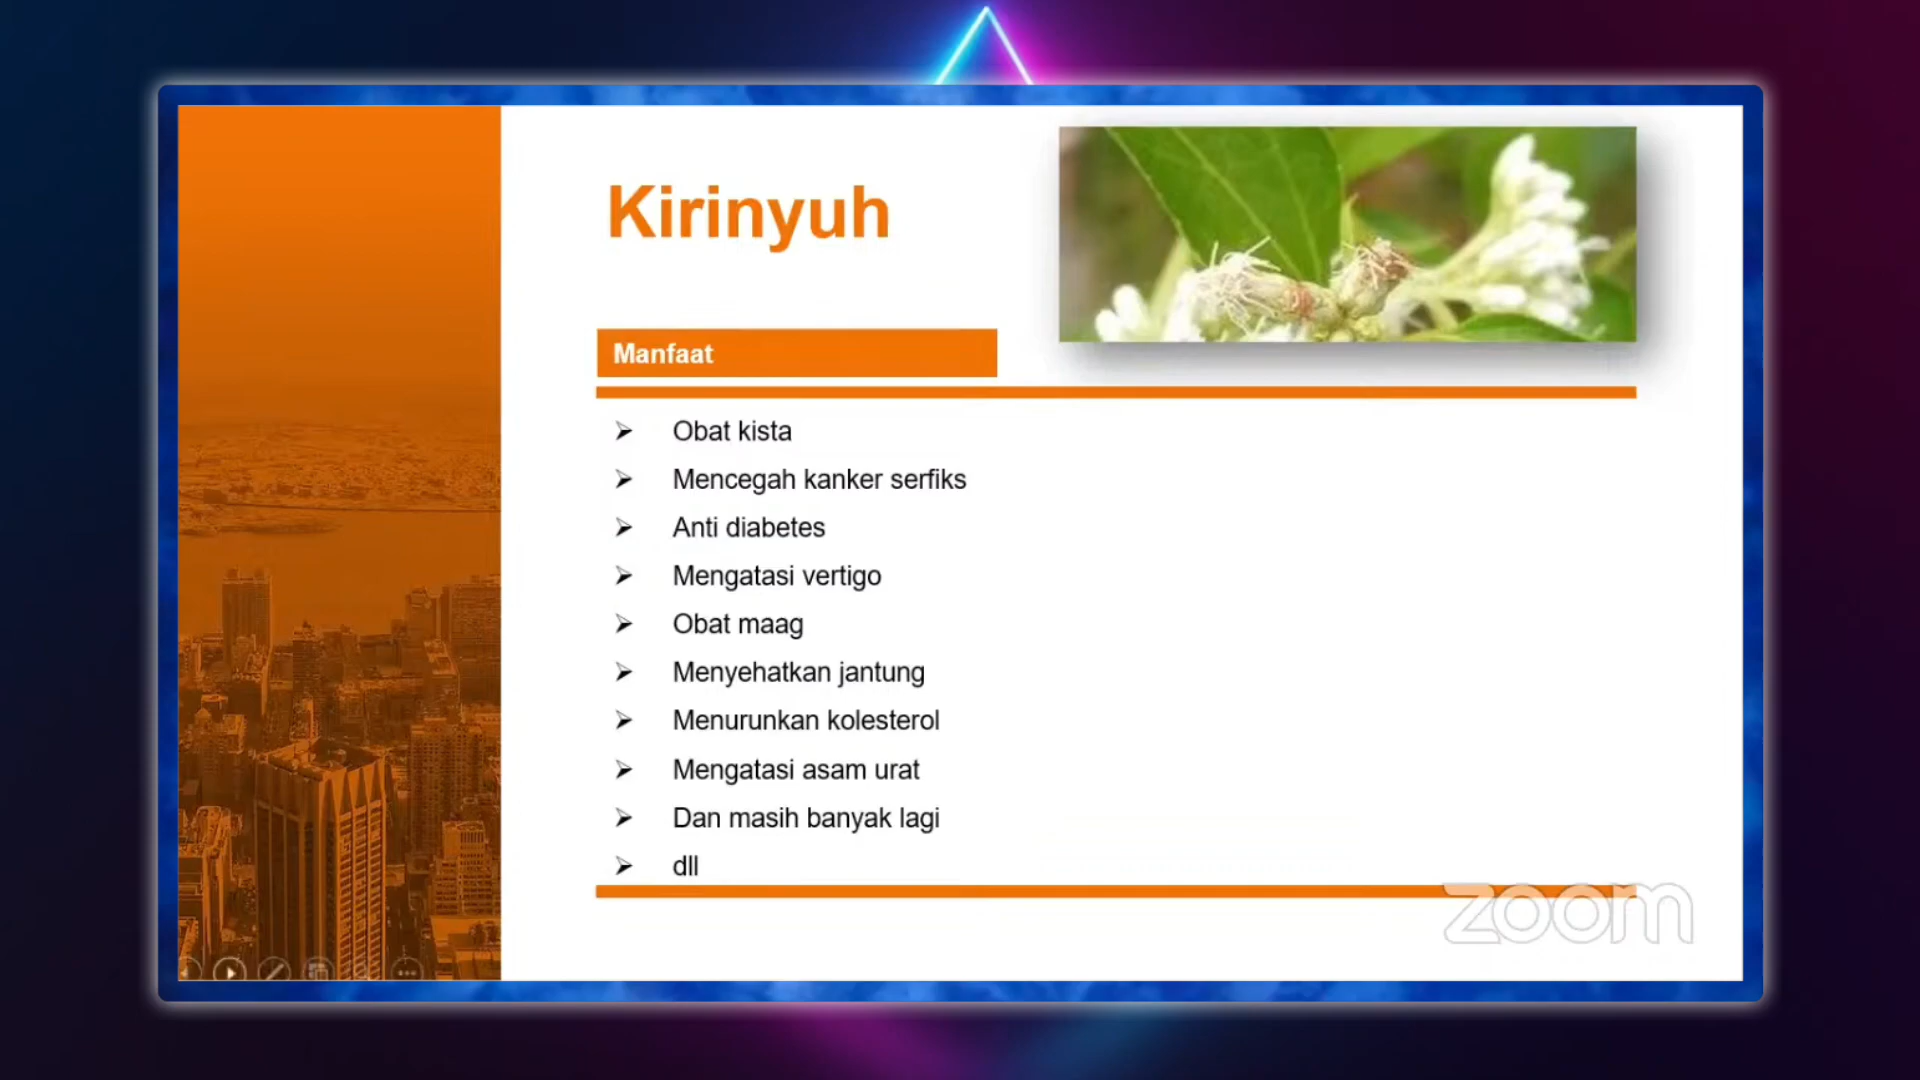 Kirinyuh
Manfaat
Obat kista
Mencegah kanker serfiks
Anti diabetes
Mengatasi vertigo
Obat maag
Menyehatkan jantung
Menurunkan kolesterol
Mengatasi asam urat
Dan masih banyak lagi
dll
zoom